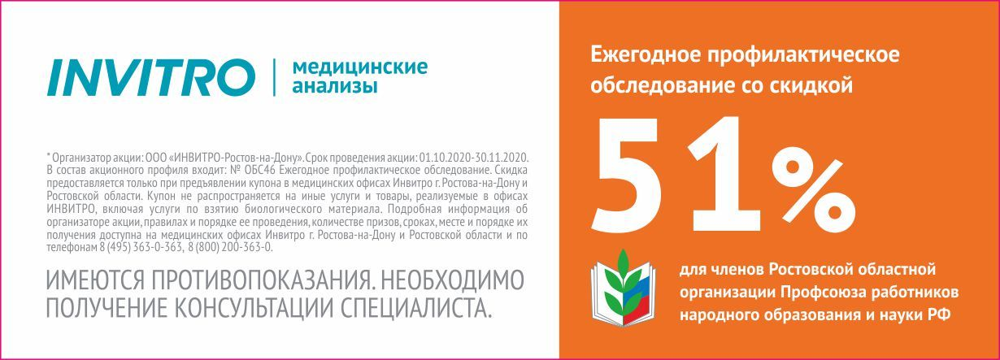 INVITRO
медицинские
анализы
* Организатор акции: ООО «ИНВИТРО-Ростов-на-Дону». Срок проведения акции: 01.10.2020-30.11.2020.
В состав акционного профиля входит: № ОБС46 Ежегодное профилактическое обследование. Скидка
предоставляется только при предъявлении купона в медицинских офисах Инвитро г. Ростова-на-Дону и
Ростовской области. Купон не распространяется на иные услуги и товары, реализуемые в офисах
ИНВИТРО, включая услуги по взятию биологического материала. Подробная информация об
организаторе акции, правилах и порядке ее проведения, количестве призов, сроках, месте и порядке их
получения доступна на медицинских офисах Инвитро г. Ростова-на-Дону и Ростовской области и по
телефонам 8 (495) 363-0-363, 8 (800) 200-363-0.
ИМЕЮТСЯ ПРОТИВОПОКАЗАНИЯ. НЕОБХОДИМО
ПОЛУЧЕНИЕ КОНСУЛЬТАЦИИ СПЕЦИАЛИСТА.
Ежегодное профилактическое
обследование со скидкой
51%
для членов Ростовской областной
организации Профсоюза работников
народного образования и науки РФ